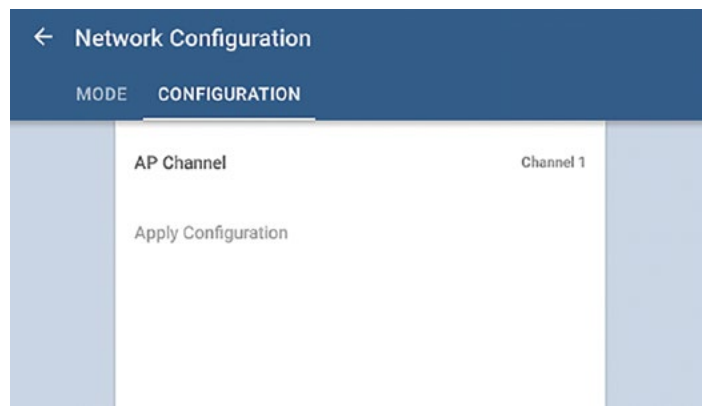 Network Configuration
MODE CONFIGURATION
AP Channel Channel 1
Apply Configuration